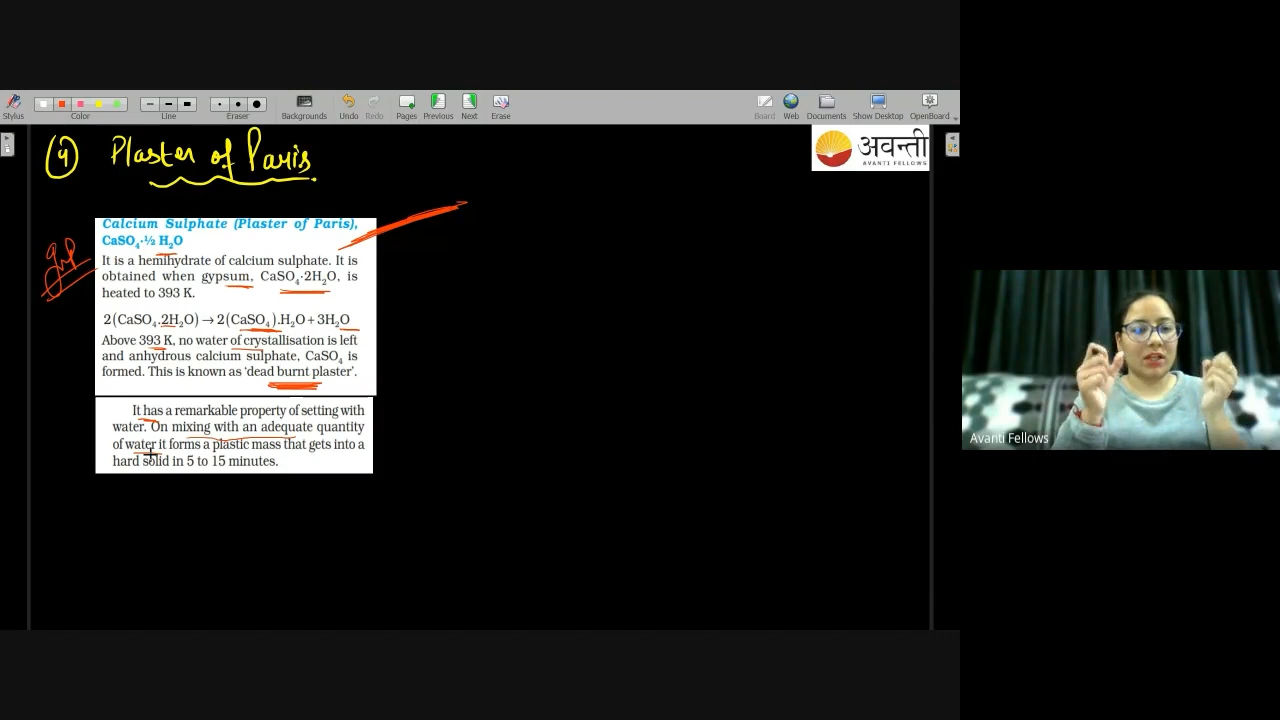 Stylus
Color
Line
Eraser
Backgrounds
Undo
Redo
Pages
Previous
Next
Erase
Board
Web
Documents
Show Desktop
OpenBoard
(4) Plaster of Paris
अवन्ती
AVANTI FELLOWS
Calcium Sulphate (Plaster of Paris),
CaSO₄·½ H₂O
Imp
It is a hemihydrate of calcium sulphate. It is
obtained when gypsum, CaSO₄·2H₂O, is
heated to 393 K.
2(CaSO₄.2H₂O) → 2(CaSO₄).H₂O + 3H₂O
Above 393 K, no water of crystallisation is left
and anhydrous calcium sulphate, CaSO₄ is
formed. This is known as ‘dead burnt plaster’.
It has a remarkable property of setting with
water. On mixing with an adequate quantity
of water it forms a plastic mass that gets into a
hard solid in 5 to 15 minutes.
Avanti Fellows